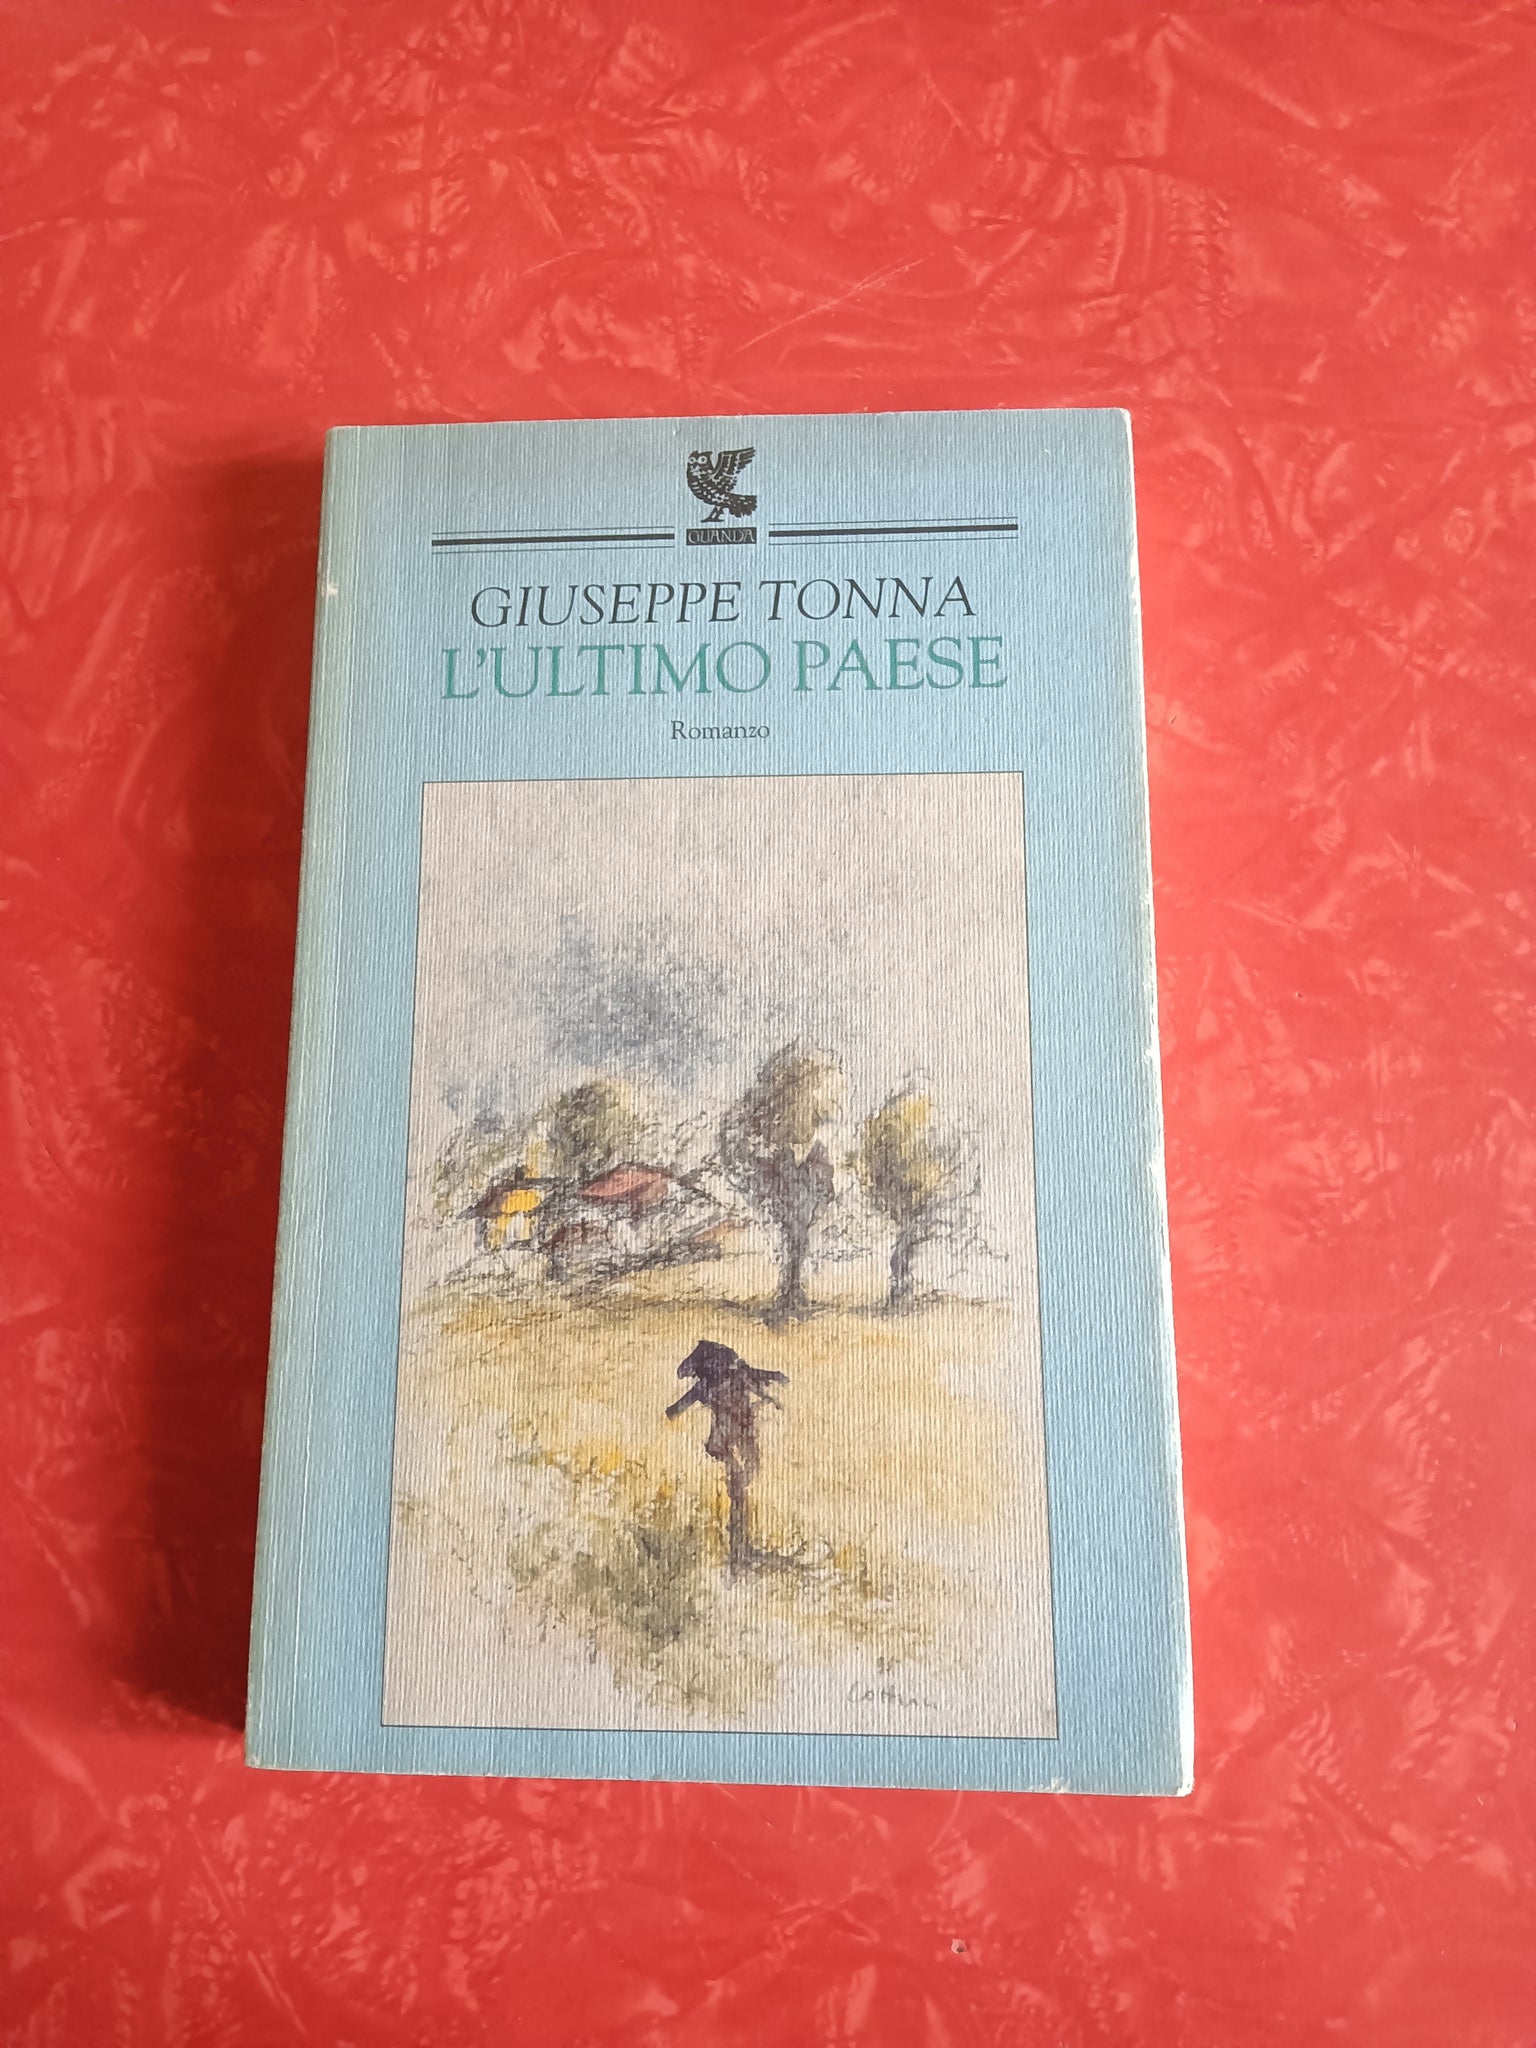 GUANDA
GIUSEPPE TONNA
L'ULTIMO PAESE
Romanzo